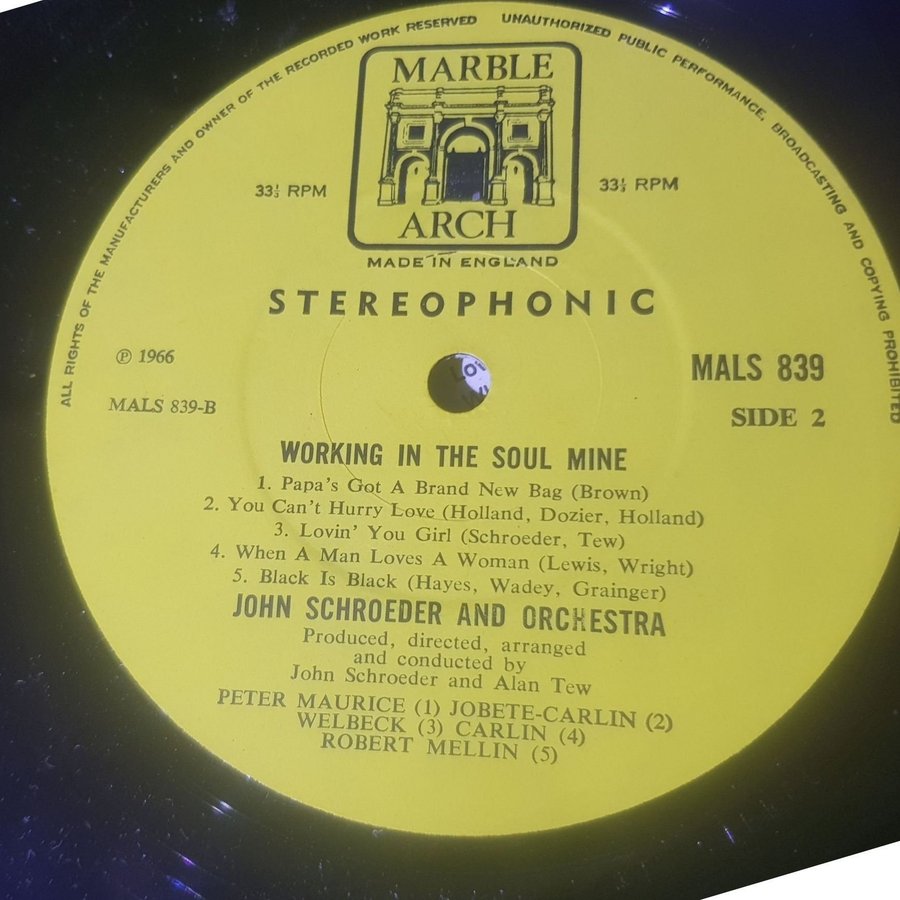 ALL RIGHTS OF THE MANUFACTURERS AND OWNER OF THE RECORDED WORK RESERVED
UNAUTHORIZED PUBLIC PERFORMANCE, BROADCASTING AND COPYING PROHIBITED
MARBLE
ARCH
33⅓ RPM
33⅓ RPM
MADE IN ENGLAND
STEREOPHONIC
℗ 1966
MALS 839-B
MALS 839
SIDE 2
LO
WORKING IN THE SOUL MINE
1. Papa's Got A Brand New Bag (Brown)
2. You Can't Hurry Love (Holland, Dozier, Holland)
3. Lovin' You Girl (Schroeder, Tew)
4. When A Man Loves A Woman (Lewis, Wright)
5. Black Is Black (Hayes, Wadey, Grainger)
JOHN SCHROEDER AND ORCHESTRA
Produced, directed, arranged
and conducted by
John Schroeder and Alan Tew
PETER MAURICE (1) JOBETE-CARLIN (2)
WELBECK (3) CARLIN (4)
ROBERT MELLIN (5)